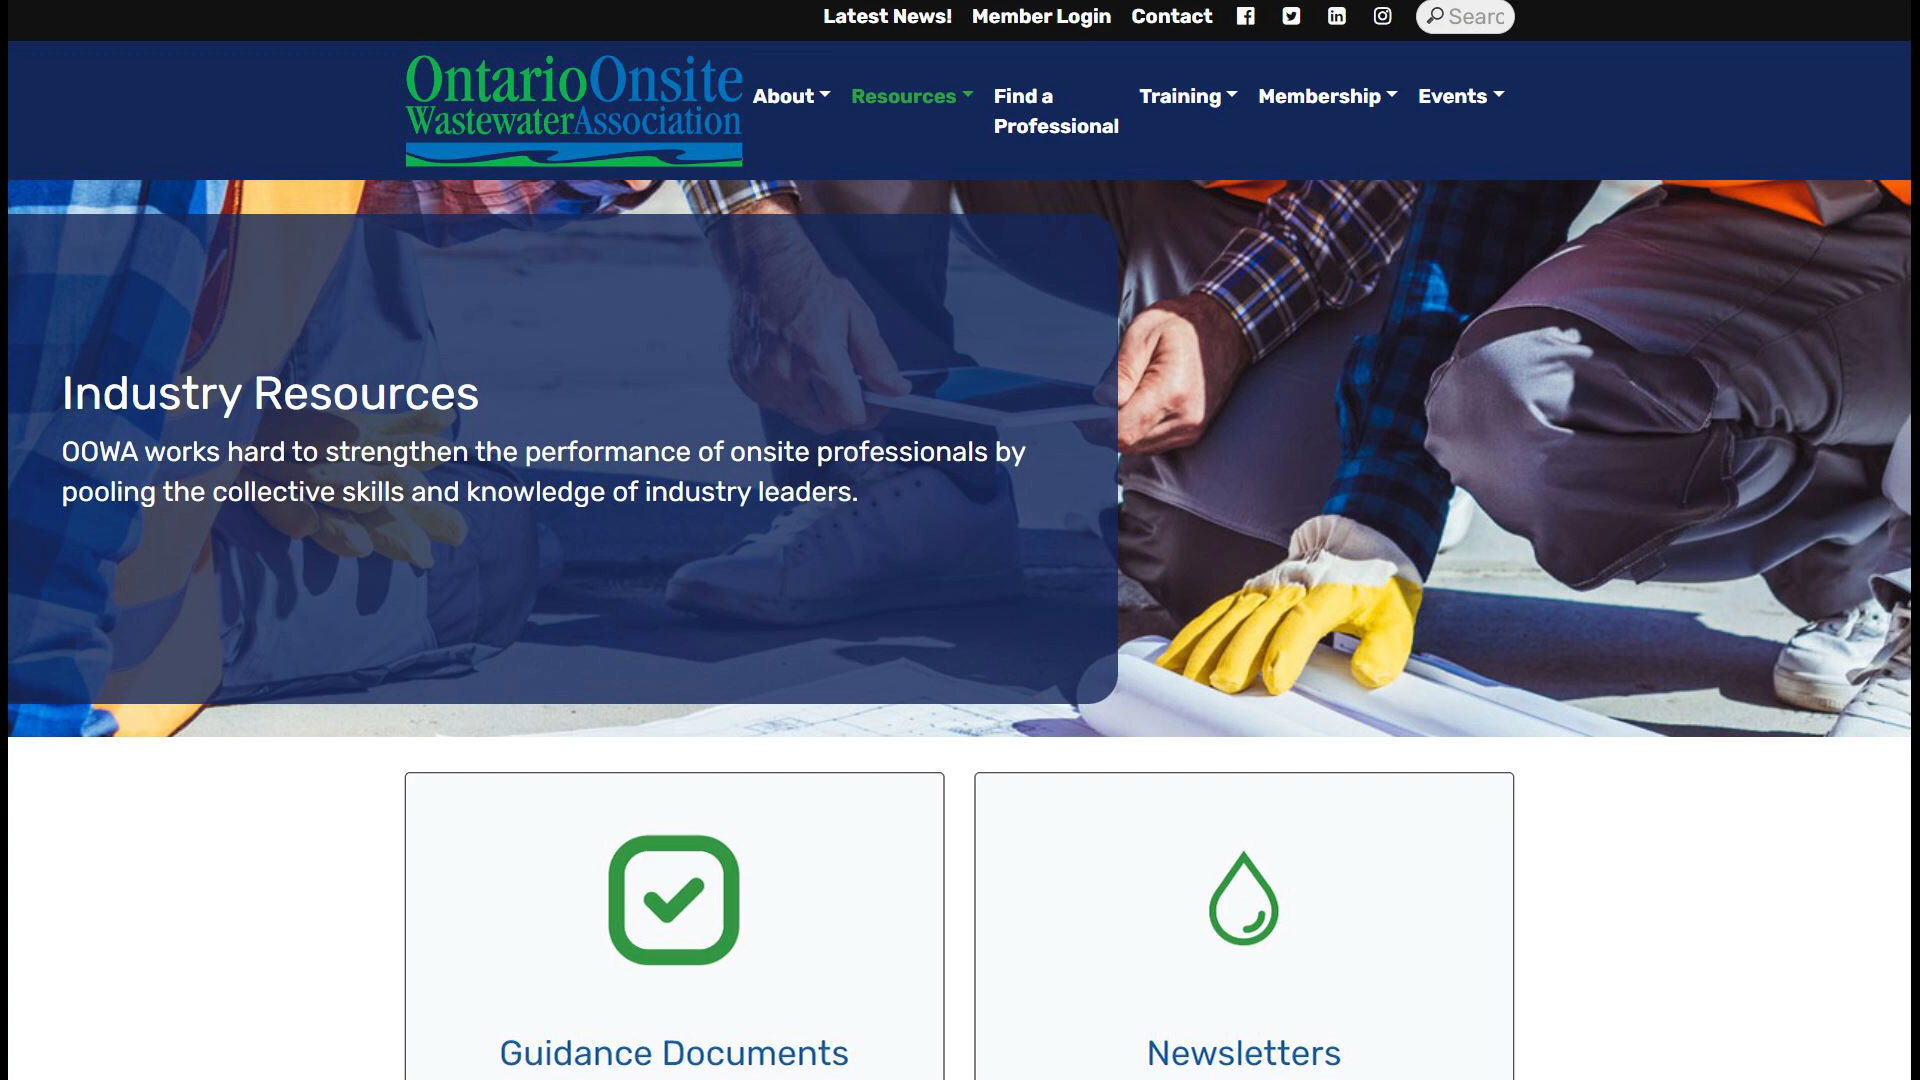 Latest News! Member Login Contact Searc
OntarioOnsite
WastewaterAssociation
About Resources Find a Professional Training Membership Events
Industry Resources
OOWA works hard to strengthen the performance of onsite professionals by
pooling the collective skills and knowledge of industry leaders.
Guidance Documents
Newsletters